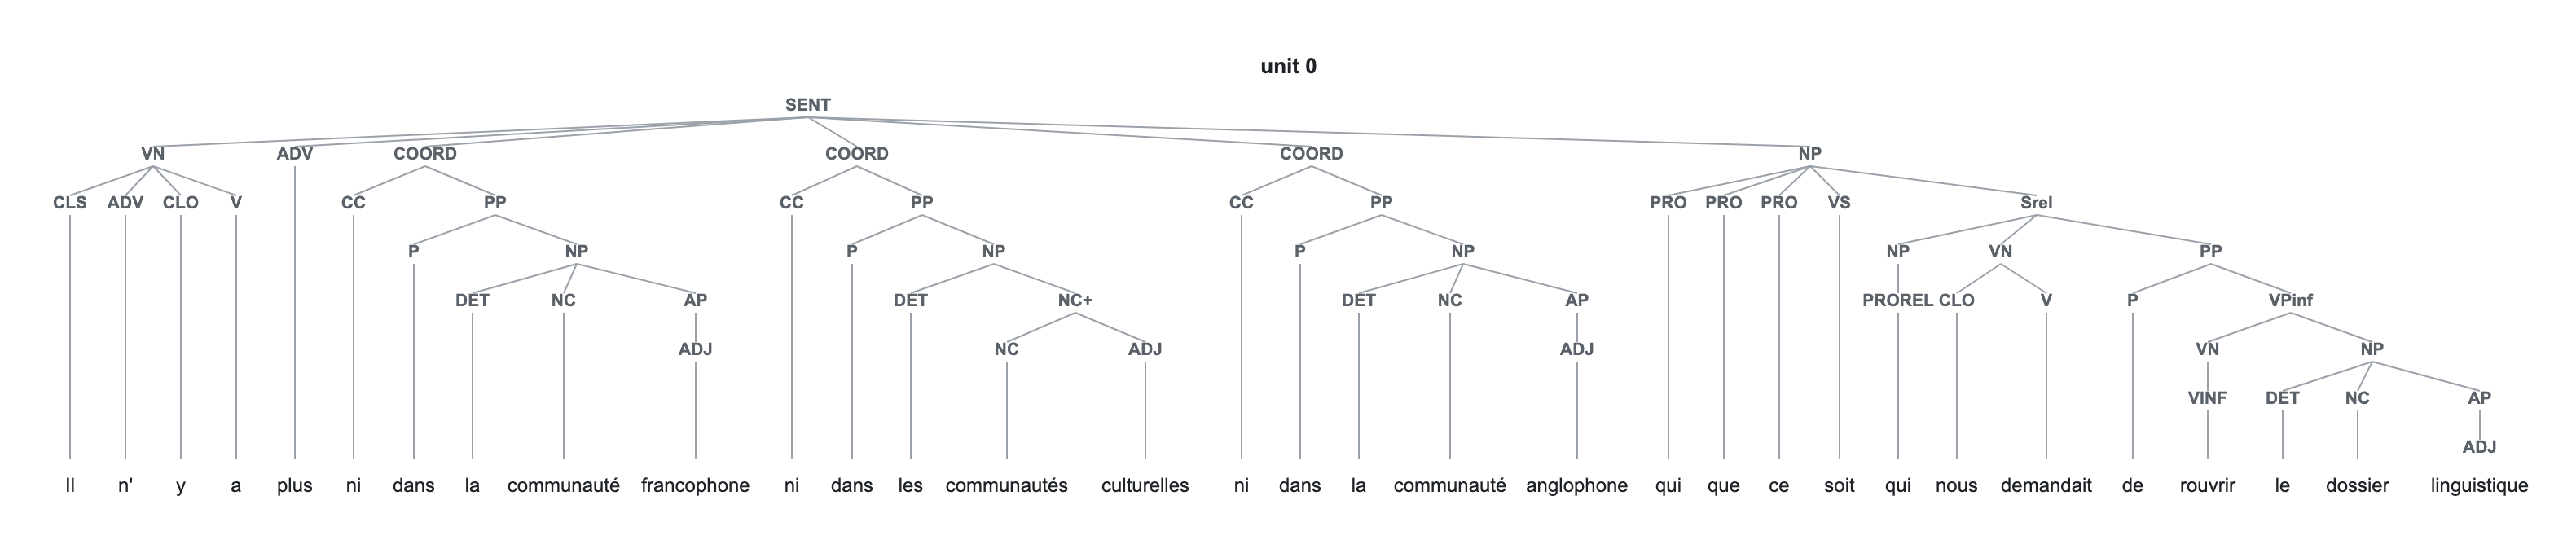 unit 0
SENT
VN ADV COORD COORD COORD NP
CLS ADV CLO V CC PP CC PP CC PP PRO PRO PRO VS Srel
P NP P NP P NP NP VN PP
DET NC AP DET NC+ DET NC AP PROREL CLO V P VPinf
ADJ NC ADJ ADJ VN NP
VINF DET NC AP
ADJ
Il n' y a plus ni dans la communauté francophone ni dans les communautés culturelles ni dans la communauté anglophone qui que ce soit qui nous demandait de rouvrir le dossier linguistique